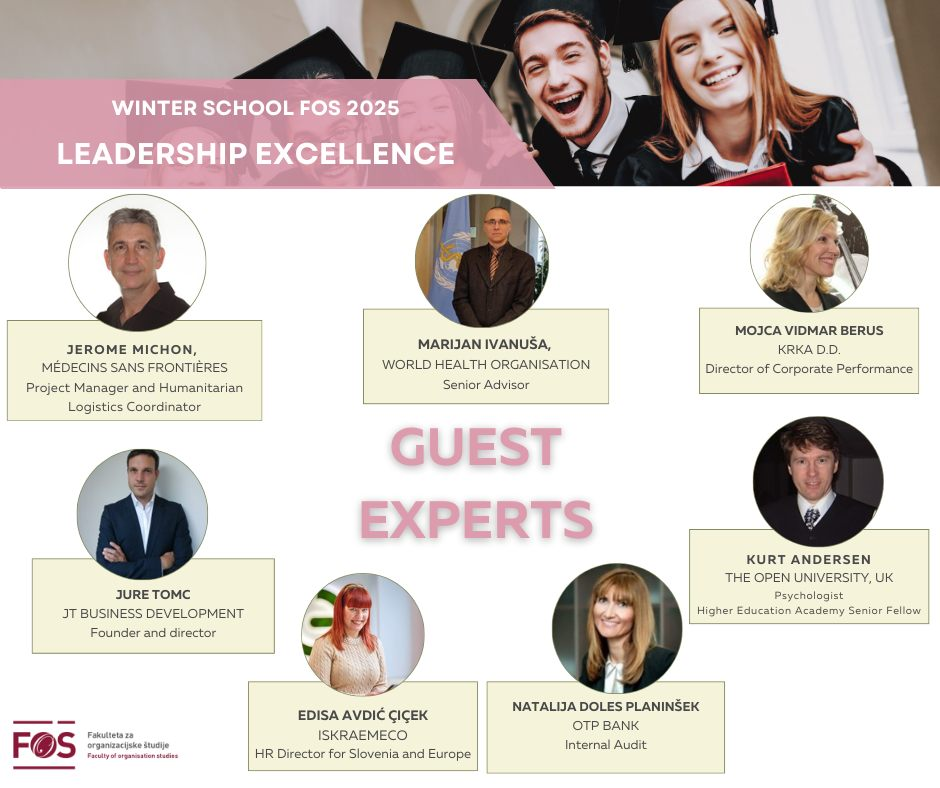 WINTER SCHOOL FOS 2025
LEADERSHIP EXCELLENCE
JEROME MICHON,
MÉDECINS SANS FRONTIÈRES
Project Manager and Humanitarian
Logistics Coordinator
MARIJAN IVANUŠA,
WORLD HEALTH ORGANISATION
Senior Advisor
MOJCA VIDMAR BERUS
KRKA D.D.
Director of Corporate Performance
GUEST
EXPERTS
JURE TOMC
JT BUSINESS DEVELOPMENT
Founder and director
KURT ANDERSEN
THE OPEN UNIVERSITY, UK
Psychologist
Higher Education Academy Senior Fellow
EDISA AVDIĆ ÇIÇEK
ISKRAEMECO
HR Director for Slovenia and Europe
NATALIJA DOLES PLANINŠEK
OTP BANK
Internal Audit
FOŠ
Fakulteta za
organizacijske študije
Faculty of organisation studies